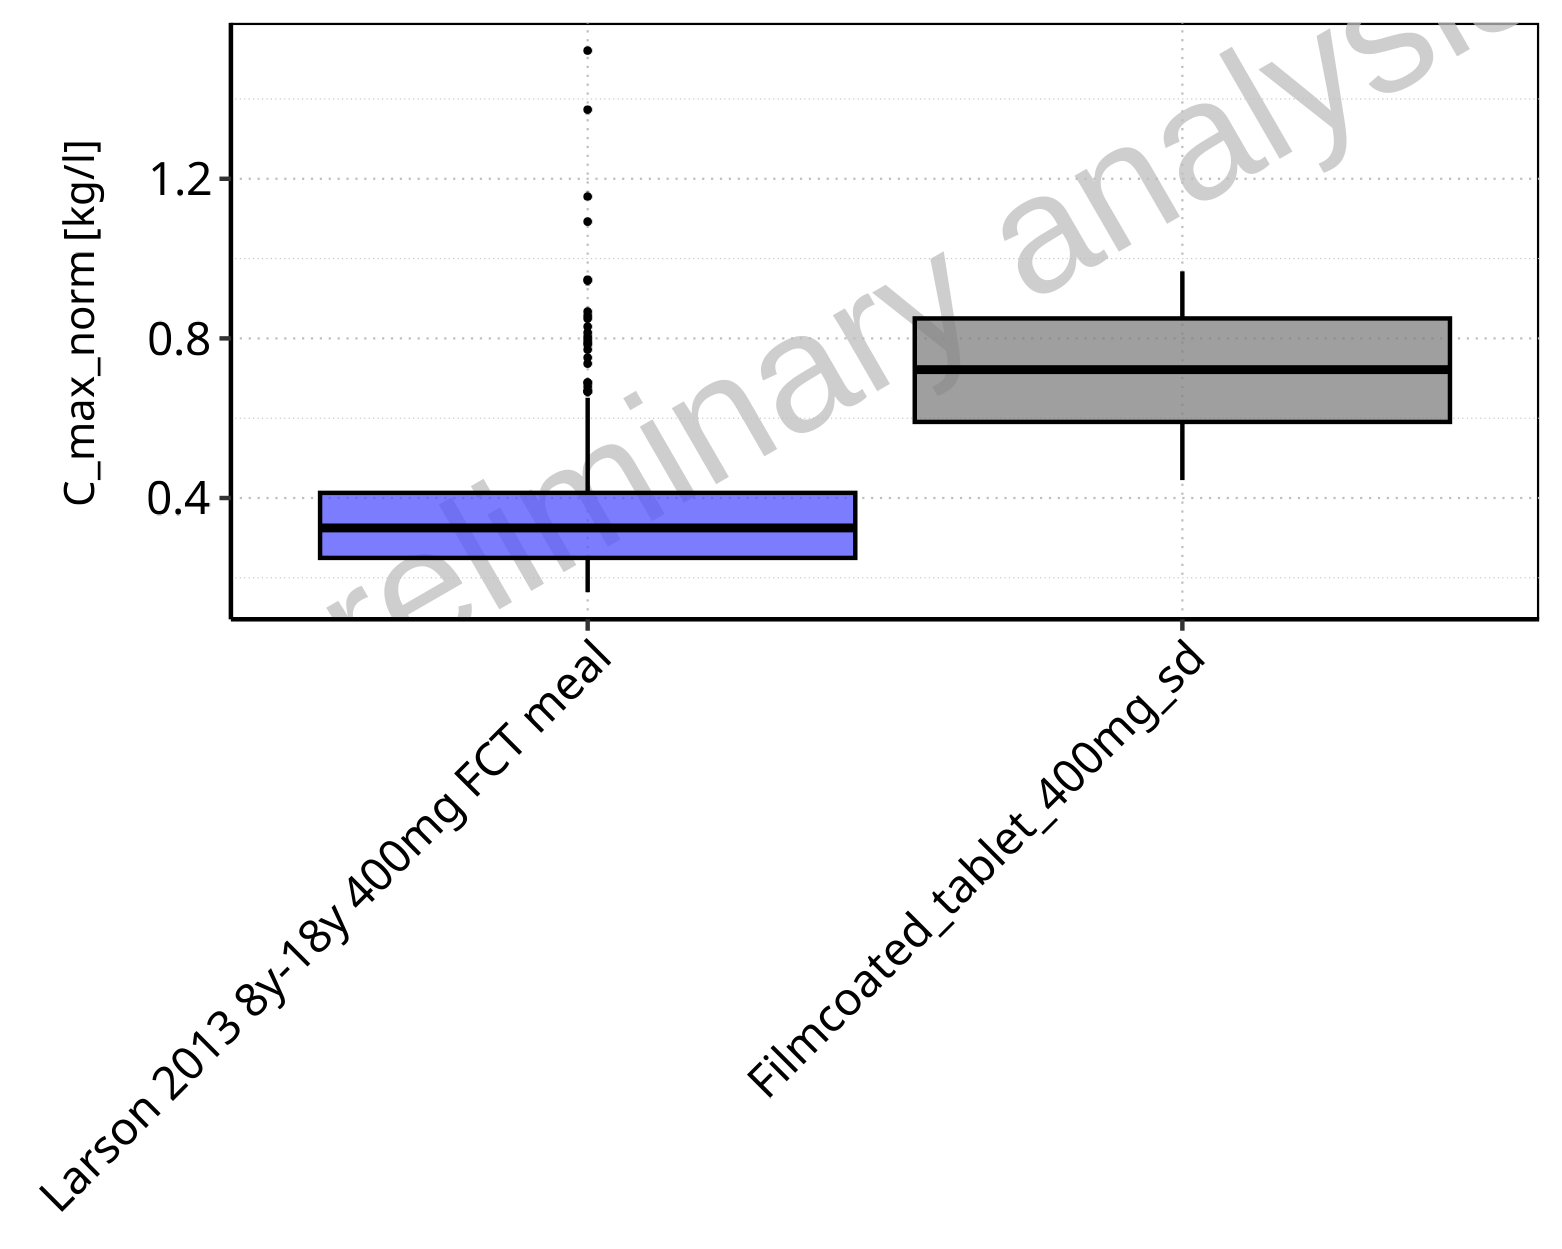 C_max_norm [kg/l]
1.2
0.8
0.4
reliminary analysis
Larson 2013 8y-18y 400mg FCT meal
Filmcoated_tablet_400mg_sd